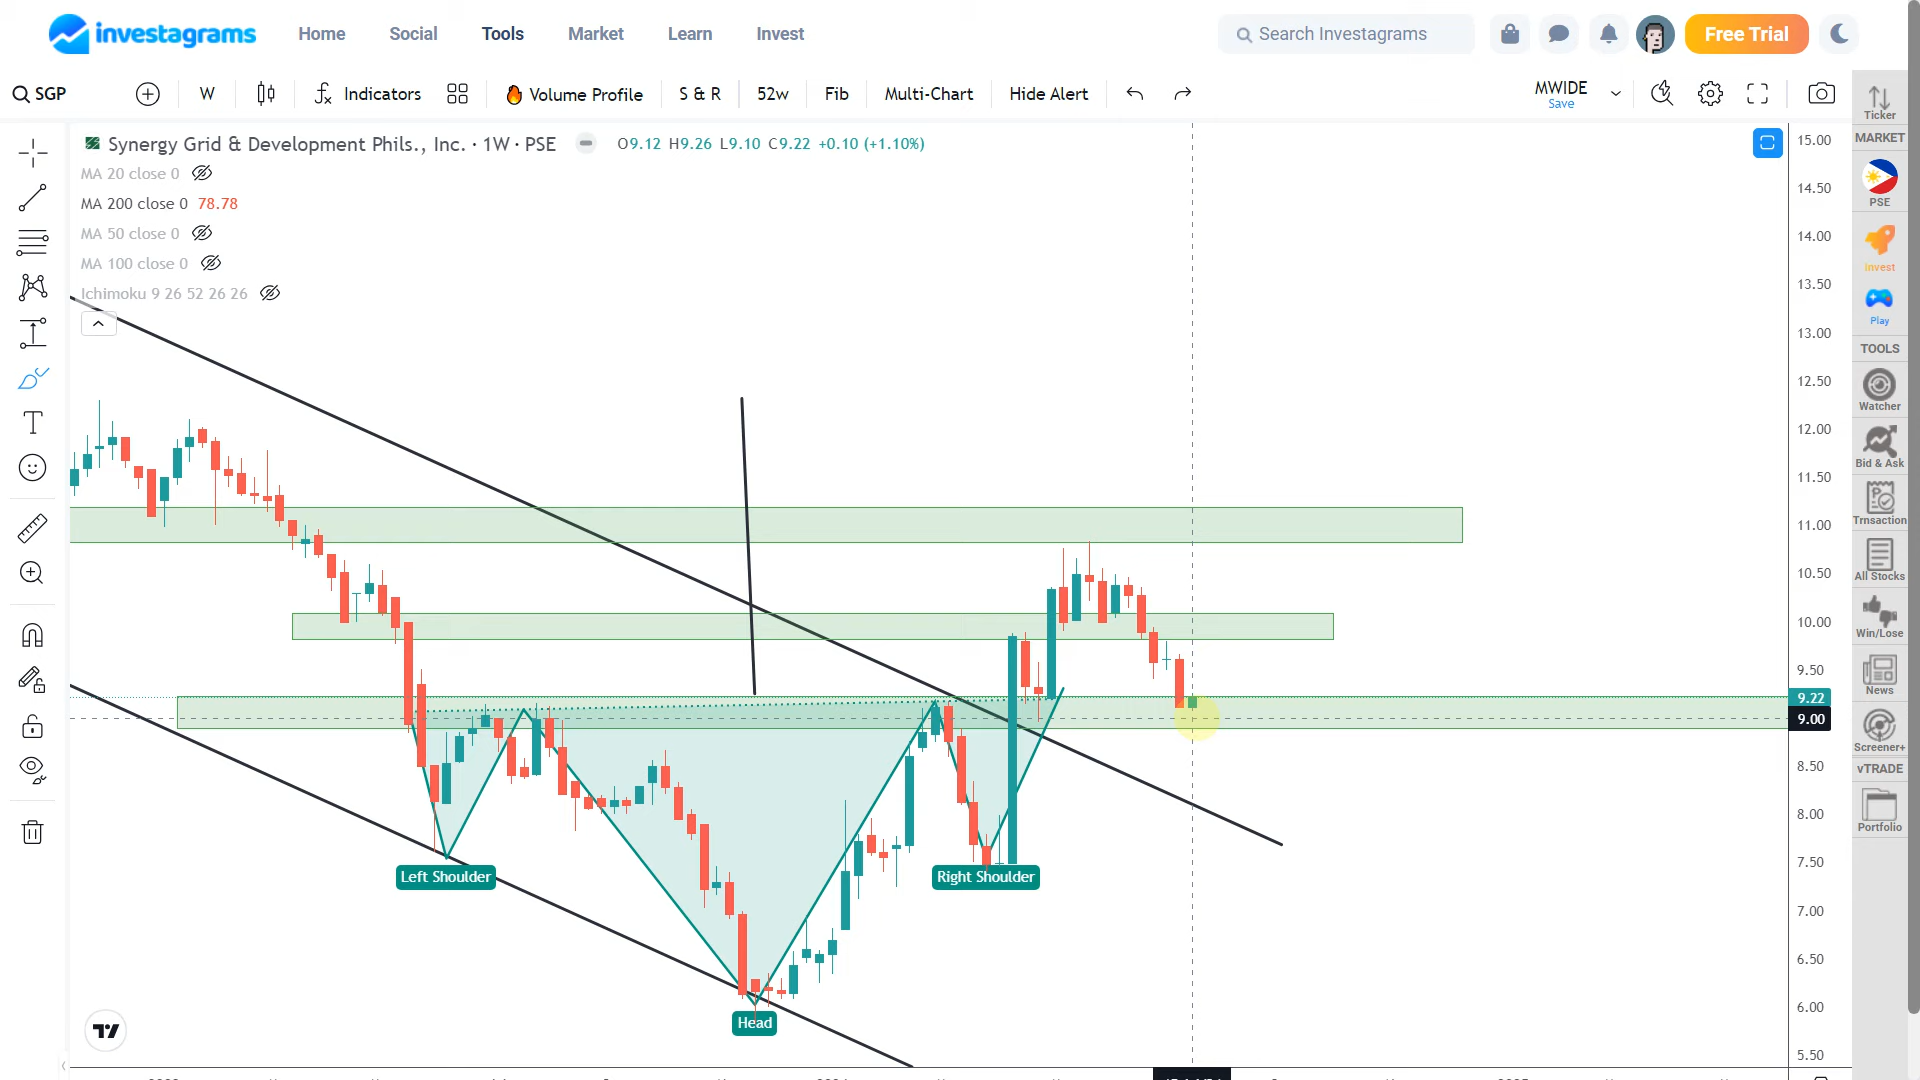 investagrams Home Social Tools Market Learn Invest Search Investagrams Free Trial
SGP W Indicators Volume Profile S & R 52w Fib Multi-Chart Hide Alert MWIDE
Save
Synergy Grid & Development Phils., Inc. · 1W · PSE O9.12 H9.26 L9.10 C9.22 +0.10 (+1.10%)
MA 20 close 0
MA 200 close 0 78.78
MA 50 close 0
MA 100 close 0
Ichimoku 9 26 52 26 26
Left Shoulder
Right Shoulder
Head
15.00
14.50
14.00
13.50
13.00
12.50
12.00
11.50
11.00
10.50
10.00
9.50
9.22
9.00
8.50
8.00
7.50
7.00
6.50
6.00
5.50
Ticker
MARKET
PSE
Invest
Play
TOOLS
Watcher
Bid & Ask
Trnsaction
All Stocks
Win/Lose
News
Screener+
vTRADE
Portfolio